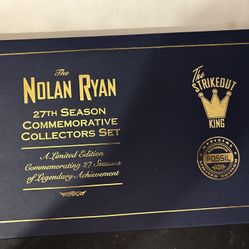 The
NOLAN RYAN
27TH SEASON
COMMEMORATIVE
COLLECTORS SET
A Limited Edition
Commemorating 27 Seasons
of Legendary Achievement
The
STRIKEOUT
KING
OFFICIAL
FOSSIL